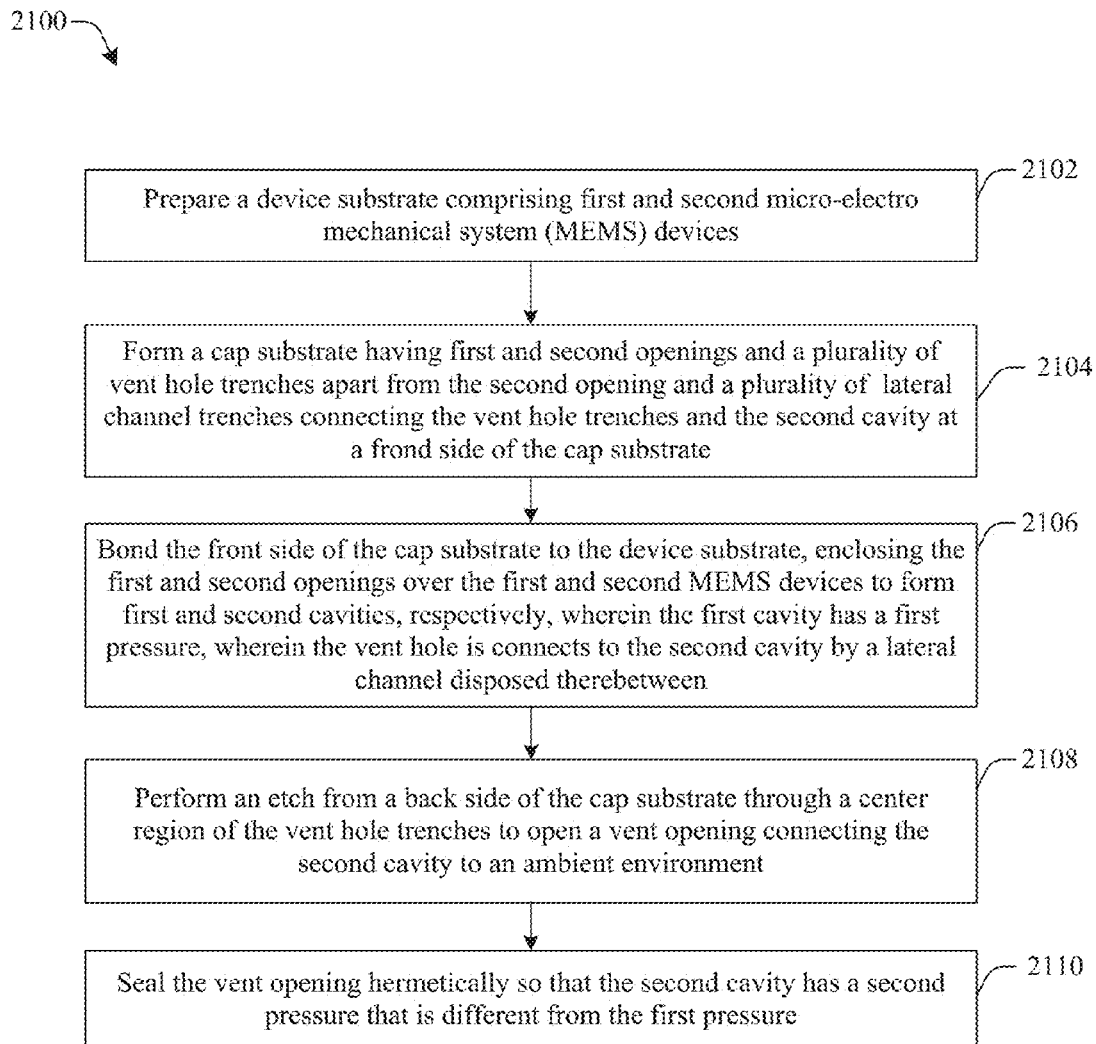 2100
2102
Prepare a device substrate comprising first and second micro-electro
mechanical system (MEMS) devices
2104
Form a cap substrate having first and second openings and a plurality of
vent hole trenches apart from the second opening and a plurality of lateral
channel trenches connecting the vent hole trenches and the second cavity at
a frond side of the cap substrate
2106
Bond the front side of the cap substrate to the device substrate, enclosing the
first and second openings over the first and second MEMS devices to form
first and second cavities, respectively, wherein the first cavity has a first
pressure, wherein the vent hole is connects to the second cavity by a lateral
channel disposed therebetween
2108
Perform an etch from a back side of the cap substrate through a center
region of the vent hole trenches to open a vent opening connecting the
second cavity to an ambient environment
2110
Seal the vent opening hermetically so that the second cavity has a second
pressure that is different from the first pressure